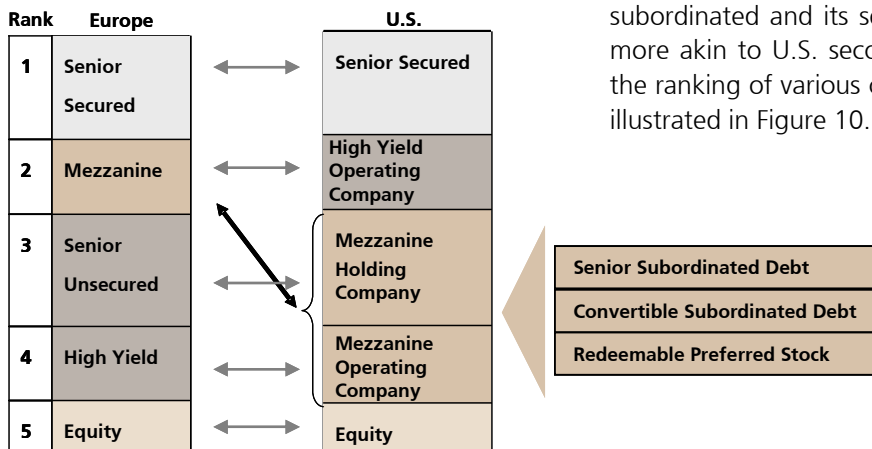 Rank Europe U.S.
1 Senior Secured
Senior Secured
2 Mezzanine
High Yield
Operating
Company
3 Senior
Unsecured
Mezzanine
Holding
Company
4 High Yield
Mezzanine
Operating
Company
5 Equity
Equity
Senior Subordinated Debt
Convertible Subordinated Debt
Redeemable Preferred Stock
subordinated and its
more akin to U.S.
the ranking of various
illustrated in Figure 10.